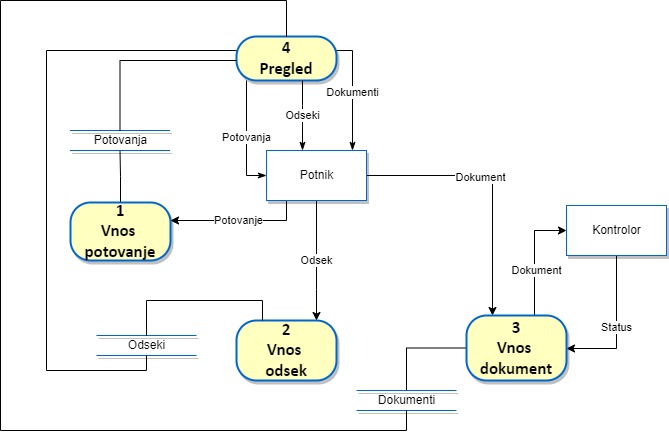 4
Pregled
Dokumenti
Odseki
Potovanja
Potovanja
Potnik
Dokument
1
Vnos
potovanje
Potovanje
Kontrolor
Odsek
Dokument
2
Vnos
odsek
Odseki
3
Vnos
dokument
Status
Dokumenti